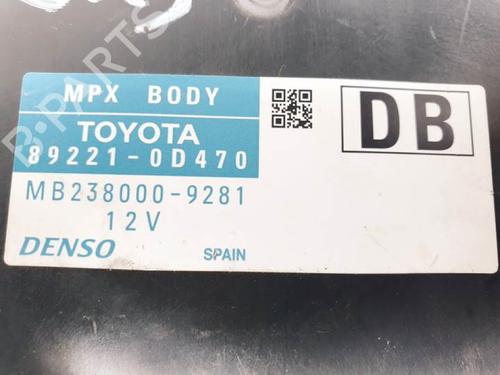 MPX BODY
TOYOTA
89221-0D470
MB238000-9281
12V
DENSO
SPAIN
DB
B-PARTS